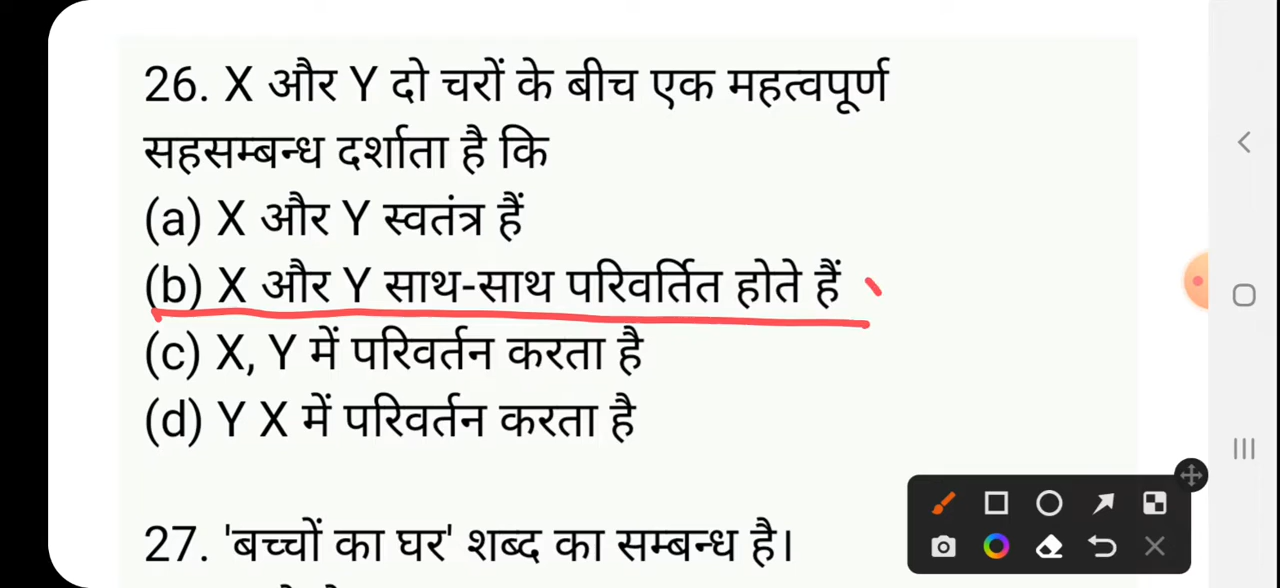 26. X और Y दो चरों के बीच एक महत्वपूर्ण
सहसम्बन्ध दर्शाता है कि
(a) X और Y स्वतंत्र हैं
(b) X और Y साथ-साथ परिवर्तित होते हैं
(c) X, Y में परिवर्तन करता है
(d) Y X में परिवर्तन करता है
27. 'बच्चों का घर' शब्द का सम्बन्ध है।